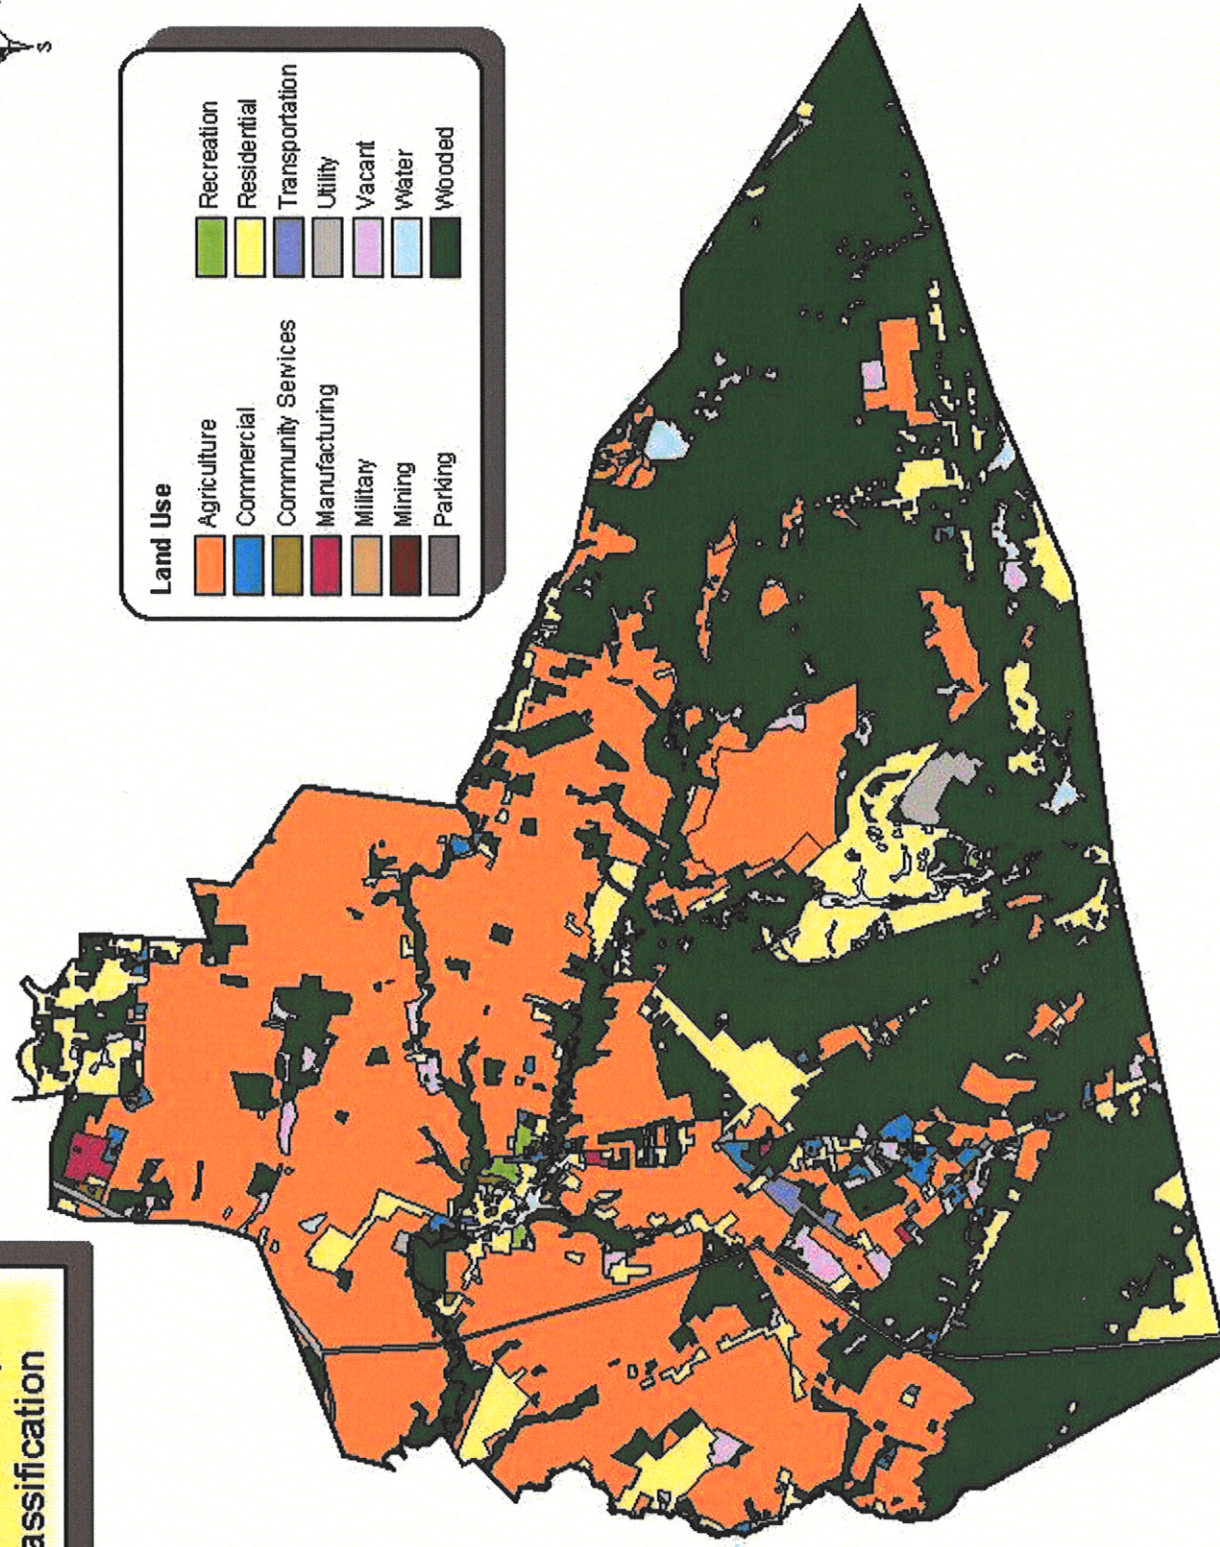 S
assification
Land Use
Agriculture
Commercial
Community Services
Manufacturing
Military
Mining
Parking
Recreation
Residential
Transportation
Utility
Vacant
Water
Wooded